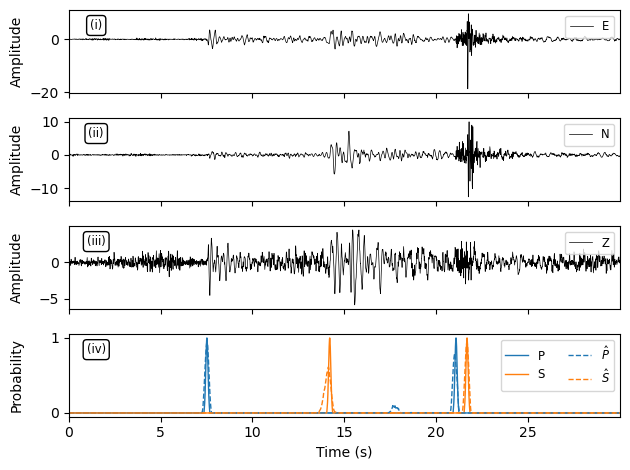 (i)
E
Amplitude
0
−20
(ii)
N
Amplitude
10
0
−10
(iii)
Z
Amplitude
0
−5
(iv)
P
S
P̂
Ŝ
Probability
1
0
0 5 10 15 20 25
Time (s)